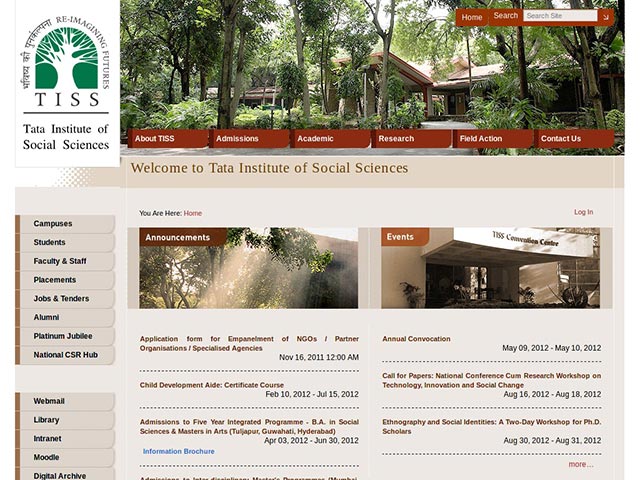 Home
Search
Search Site
भविष्य की पुनर्कल्पना
RE-IMAGINING FUTURES
TISS
Tata Institute of
Social Sciences
About TISS
Admissions
Academic
Research
Field Action
Contact Us
Welcome to Tata Institute of Social Sciences
You Are Here: Home
Log In
Campuses
Students
Faculty & Staff
Placements
Jobs & Tenders
Alumni
Platinum Jubilee
National CSR Hub
Webmail
Library
Intranet
Moodle
Digital Archive
Announcements
Application form for Empanelment of NGOs / Partner
Organisations / Specialised Agencies
Nov 16, 2011 12:00 AM
Child Development Aide: Certificate Course
Feb 10, 2012 - Jul 15, 2012
Admissions to Five Year Integrated Programme - B.A. in Social
Sciences & Masters in Arts (Tuljapur, Guwahati, Hyderabad)
Apr 03, 2012 - Jun 30, 2012
Information Brochure
Admissions to Inter-disciplinary Master's Programmes (Mumbai,
Events
TISS Convention Centre
Annual Convocation
May 09, 2012 - May 10, 2012
Call for Papers: National Conference Cum Research Workshop on
Technology, Innovation and Social Change
Aug 16, 2012 - Aug 18, 2012
Ethnography and Social Identities: A Two-Day Workshop for Ph.D.
Scholars
Aug 30, 2012 - Aug 31, 2012
more…